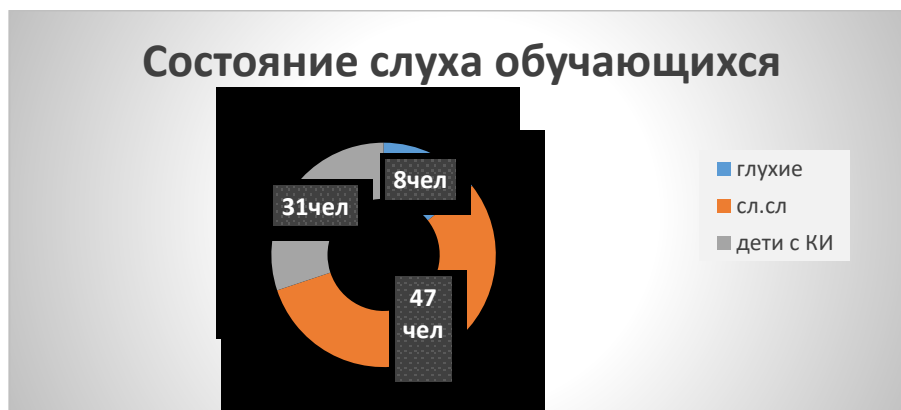 Состояние слуха обучающихся
8чел
31чел
47
чел
глухие
сл.сл
дети с КИ